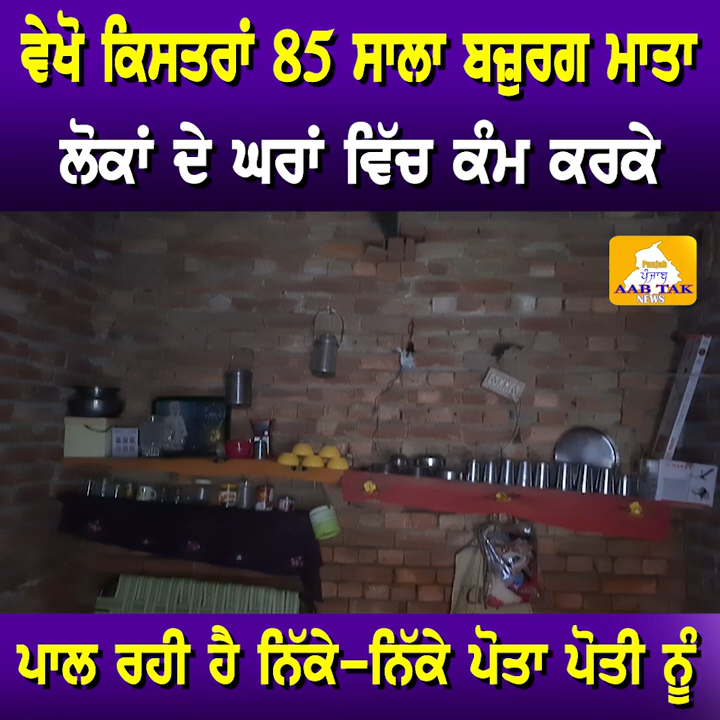 ਵੇਖੋ ਕਿਸਤਰਾਂ 85 ਸਾਲਾ ਬਜ਼ੁਰਗ ਮਾਤਾ
ਲੋਕਾਂ ਦੇ ਘਰਾਂ ਵਿੱਚ ਕੰਮ ਕਰਕੇ
Punjab
ਪੰਜਾਬ
AAB TAK
NEWS
ਪਾਲ ਰਹੀ ਹੈ ਨਿੱਕੇ-ਨਿੱਕੇ ਪੋਤਾ ਪੋਤੀ ਨੂੰ